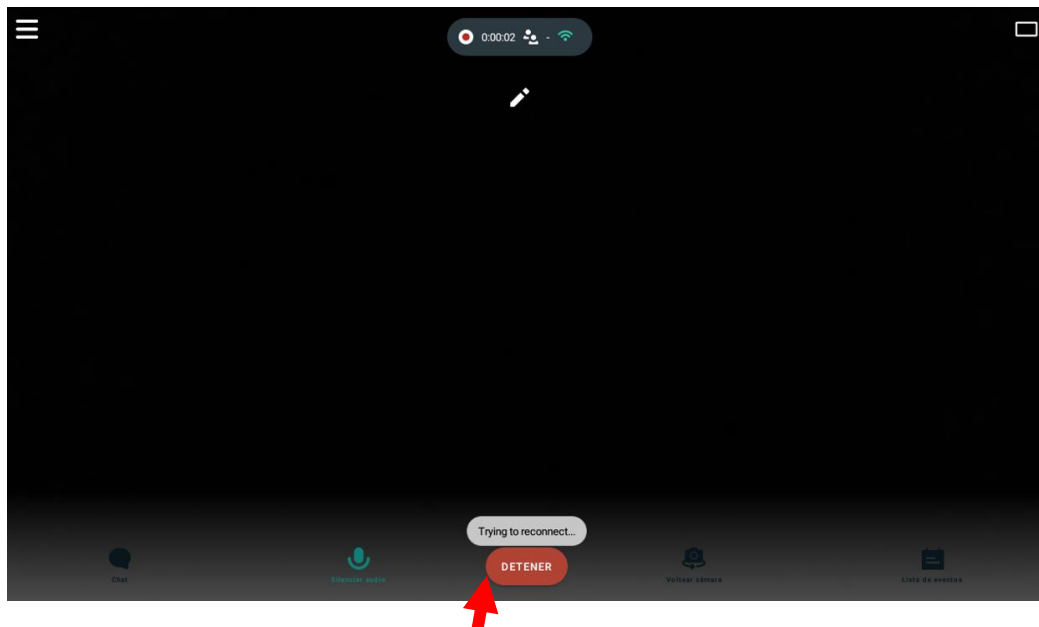 0:00:02 -
Trying to reconnect...
DETENER
Chat
Silenciar audio
Voltear cámara
Lista de eventos